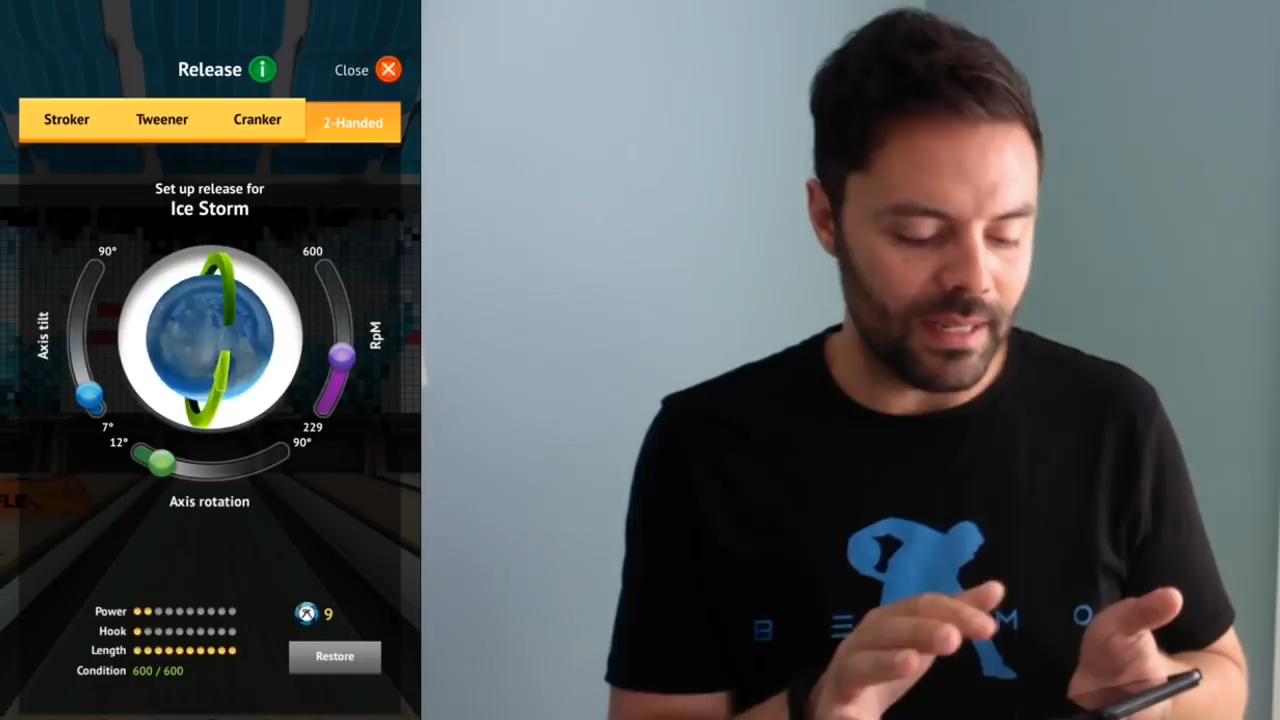 Release i
Close
Stroker
Tweener
Cranker
2-Handed
Set up release for
Ice Storm
90°
600
Axis tilt
RpM
7°
229
12°
90°
Axis rotation
Power
9
Hook
Length
Restore
Condition 600 / 600
B
M O